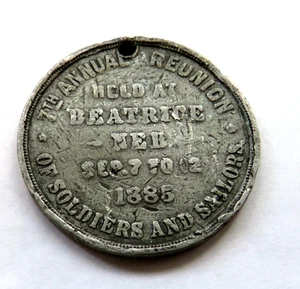 7TH ANNUAL REUNION
HELD AT
BEATRICE
NEB
SEP. 7 TO 12
1885
OF SOLDIERS AND SAILORS